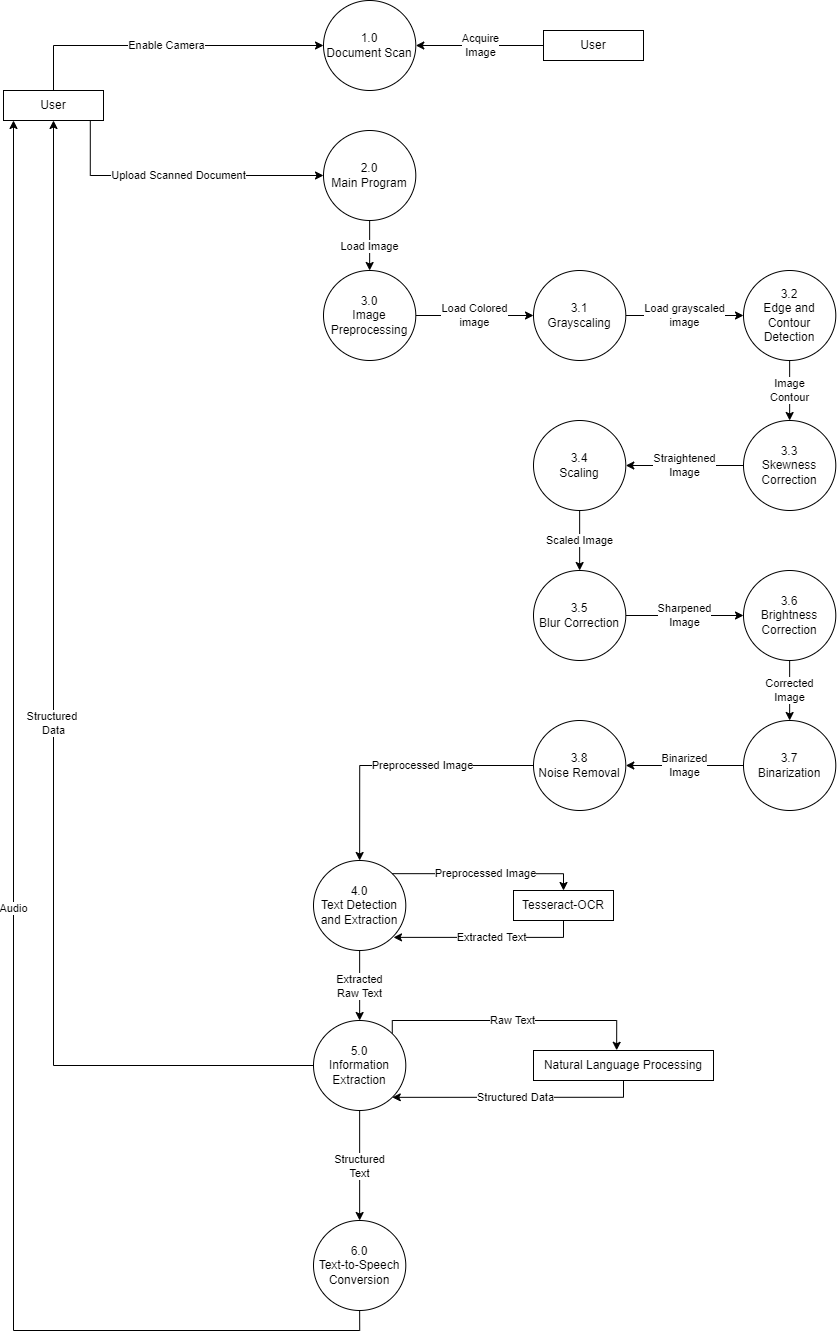 1.0
Document Scan
Enable Camera
Acquire
Image
User
User
Upload Scanned Document
2.0
Main Program
Load Image
3.0
Image
Preprocessing
Load Colored
image
3.1
Grayscaling
Load grayscaled
image
3.2
Edge and
Contour
Detection
Image
Contour
3.3
Skewness
Correction
Straightened
Image
3.4
Scaling
Scaled Image
3.5
Blur Correction
Sharpened
Image
3.6
Brightness
Correction
Corrected
Image
3.7
Binarization
Binarized
Image
3.8
Noise Removal
Preprocessed Image
4.0
Text Detection
and Extraction
Preprocessed Image
Tesseract-OCR
Extracted Text
Extracted
Raw Text
5.0
Information
Extraction
Raw Text
Natural Language Processing
Structured Data
Structured
Data
Audio
Structured
Text
6.0
Text-to-Speech
Conversion